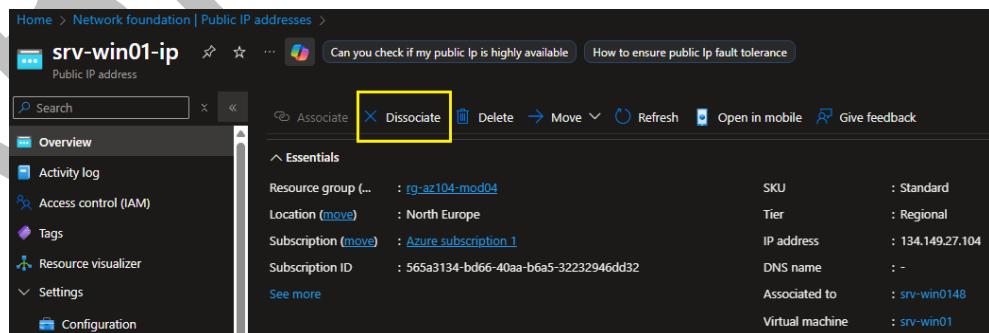 Home > Network foundation | Public IP addresses >
srv-win01-ip
Public IP address
Can you check if my public Ip is highly available
How to ensure public Ip fault tolerance
Search
Overview
Activity log
Access control (IAM)
Tags
Resource visualizer
Settings
Configuration
Associate Dissociate Delete Move Refresh Open in mobile Give feedback
Essentials
Resource group (... : rg-az104-mod04
Location (move) : North Europe
Subscription (move) : Azure subscription 1
Subscription ID : 565a3134-bd66-40aa-b6a5-32232946dd32
See more
SKU : Standard
Tier : Regional
IP address : 134.149.27.104
DNS name : -
Associated to : srv-win0148
Virtual machine : srv-win01